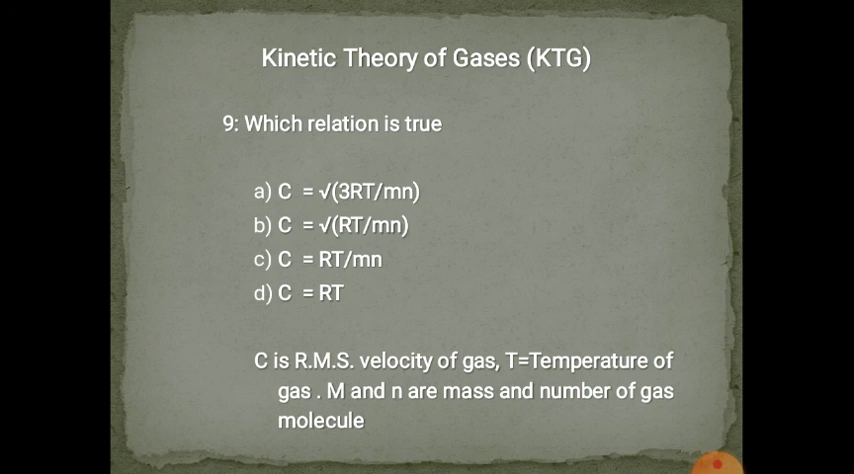 Kinetic Theory of Gases (KTG)
9: Which relation is true
a) C = √(3RT/mn)
b) C = √(RT/mn)
c) C = RT/mn
d) C = RT
C is R.M.S. velocity of gas, T=Temperature of
gas . M and n are mass and number of gas
molecule